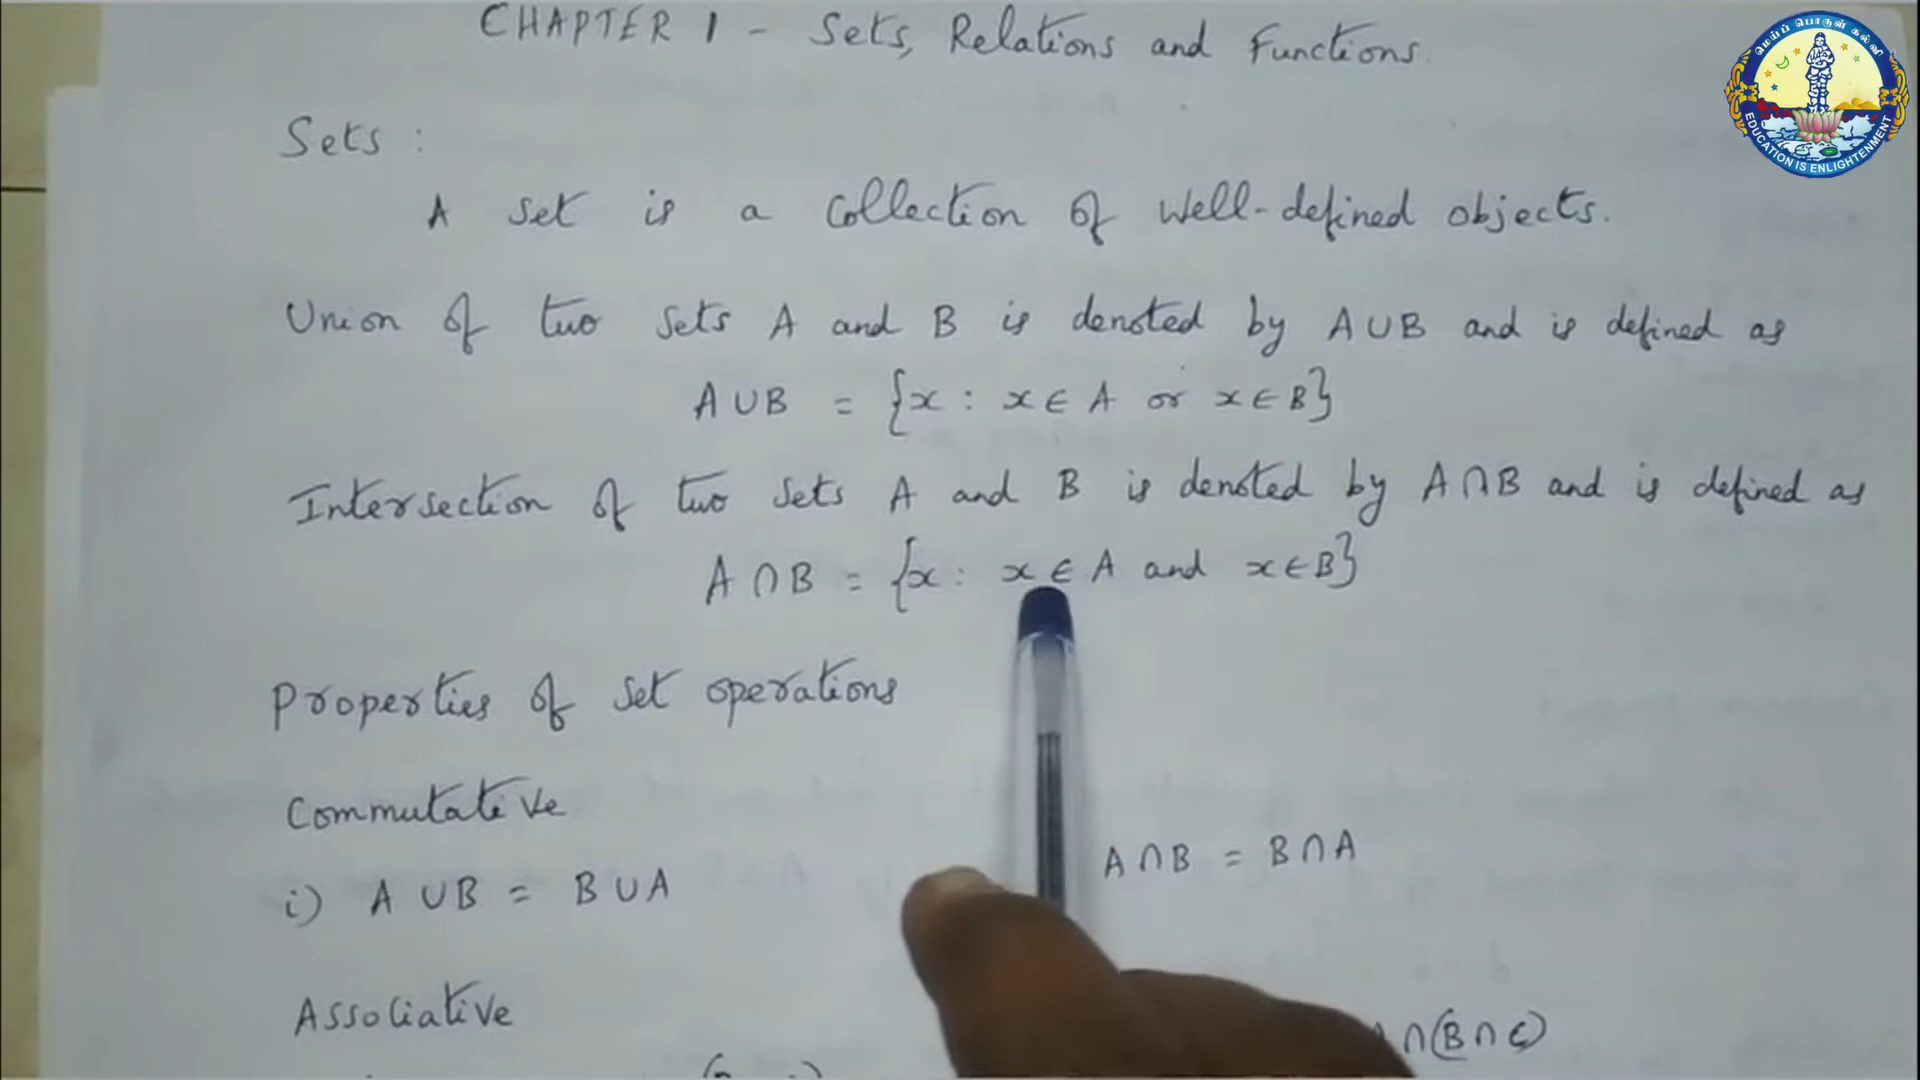 CHAPTER 1 - Sets, Relations and Functions.
மெய்ப் பொருள் கல்வி
EDUCATION IS ENLIGHTENMENT
Sets :
A set is a collection of well-defined objects.
Union of two sets A and B is denoted by A∪B and is defined as
A∪B = {x : x∈A or x∈B}
Intersection of two sets A and B is denoted by A∩B and is defined as
A∩B = {x : x∈A and x∈B}
Properties of set operations
Commutative
i) A ∪ B = B ∪ A A∩B = B∩A
Associative
∩(B∩C)